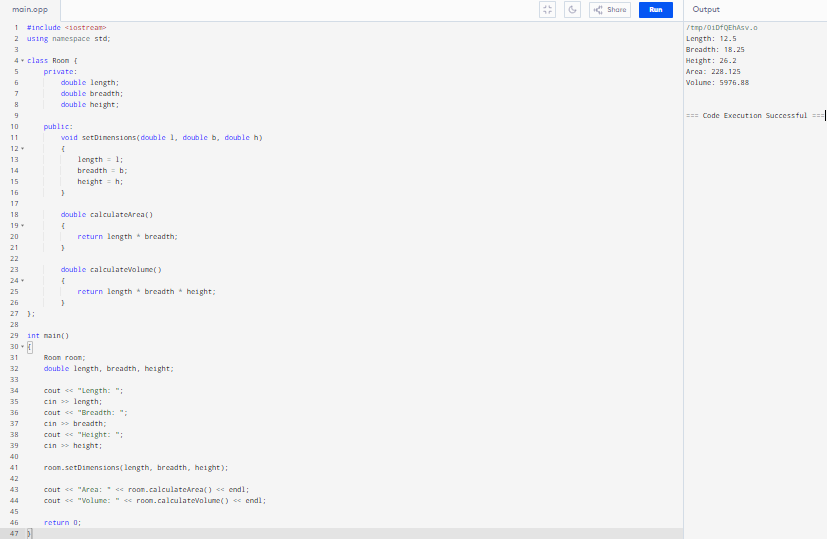 main.cpp
Share
Run
Output
1 #include <iostream>
2 using namespace std;
3
4 class Room {
5 private:
6 double length;
7 double breadth;
8 double height;
9
10 public:
11 void setDimensions(double l, double b, double h)
12 {
13 length = l;
14 breadth = b;
15 height = h;
16 }
17
18 double calculateArea()
19 {
20 return length * breadth;
21 }
22
23 double calculateVolume()
24 {
25 return length * breadth * height;
26 }
27 };
28
29 int main()
30 {
31 Room room;
32 double length, breadth, height;
33
34 cout << "Length: ";
35 cin >> length;
36 cout << "Breadth: ";
37 cin >> breadth;
38 cout << "Height: ";
39 cin >> height;
40
41 room.setDimensions(length, breadth, height);
42
43 cout << "Area: " << room.calculateArea() << endl;
44 cout << "Volume: " << room.calculateVolume() << endl;
45
46 return 0;
47 }
/tmp/OiDfQEhAsv.o
Length: 12.5
Breadth: 18.25
Height: 26.2
Area: 228.125
Volume: 5976.88
=== Code Execution Successful ===